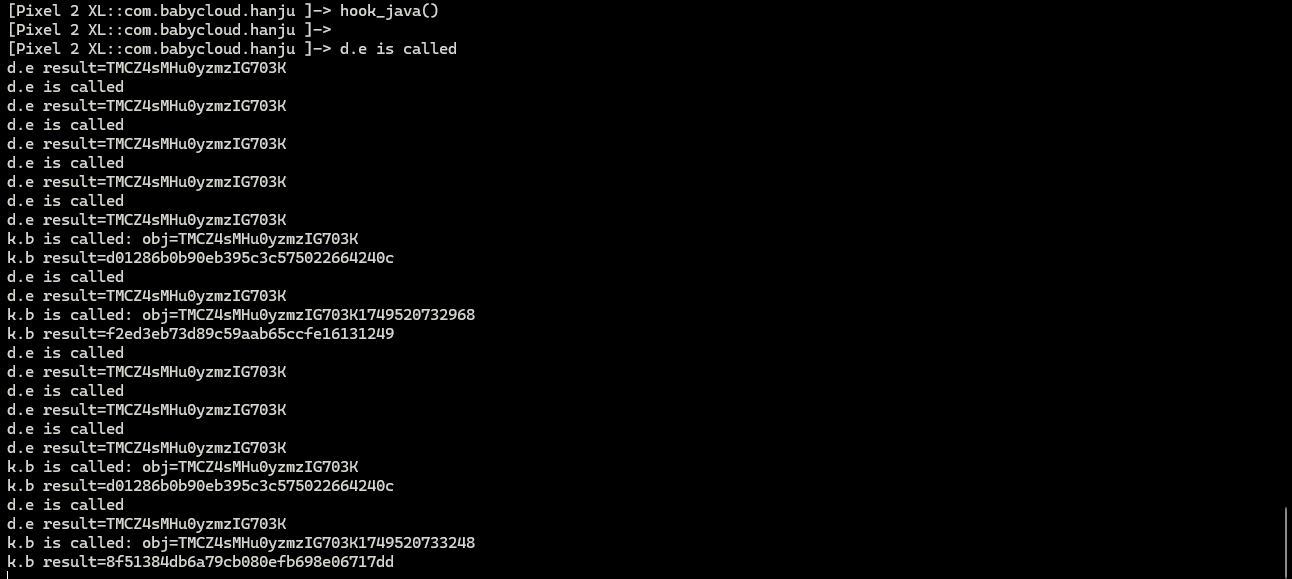 [Pixel 2 XL::com.babycloud.hanju ]-> hook_java()
[Pixel 2 XL::com.babycloud.hanju ]->
[Pixel 2 XL::com.babycloud.hanju ]-> d.e is called
d.e result=TMCZ4sMHu0yzmzIG703K
d.e is called
d.e result=TMCZ4sMHu0yzmzIG703K
d.e is called
d.e result=TMCZ4sMHu0yzmzIG703K
d.e is called
d.e result=TMCZ4sMHu0yzmzIG703K
d.e is called
d.e result=TMCZ4sMHu0yzmzIG703K
k.b is called: obj=TMCZ4sMHu0yzmzIG703K
k.b result=d01286b0b90eb395c3c575022664240c
d.e is called
d.e result=TMCZ4sMHu0yzmzIG703K
k.b is called: obj=TMCZ4sMHu0yzmzIG703K1749520732968
k.b result=f2ed3eb73d89c59aab65ccfe16131249
d.e is called
d.e result=TMCZ4sMHu0yzmzIG703K
d.e is called
d.e result=TMCZ4sMHu0yzmzIG703K
d.e is called
d.e result=TMCZ4sMHu0yzmzIG703K
k.b is called: obj=TMCZ4sMHu0yzmzIG703K
k.b result=d01286b0b90eb395c3c575022664240c
d.e is called
d.e result=TMCZ4sMHu0yzmzIG703K
k.b is called: obj=TMCZ4sMHu0yzmzIG703K1749520733248
k.b result=8f51384db6a79cb080efb698e06717dd